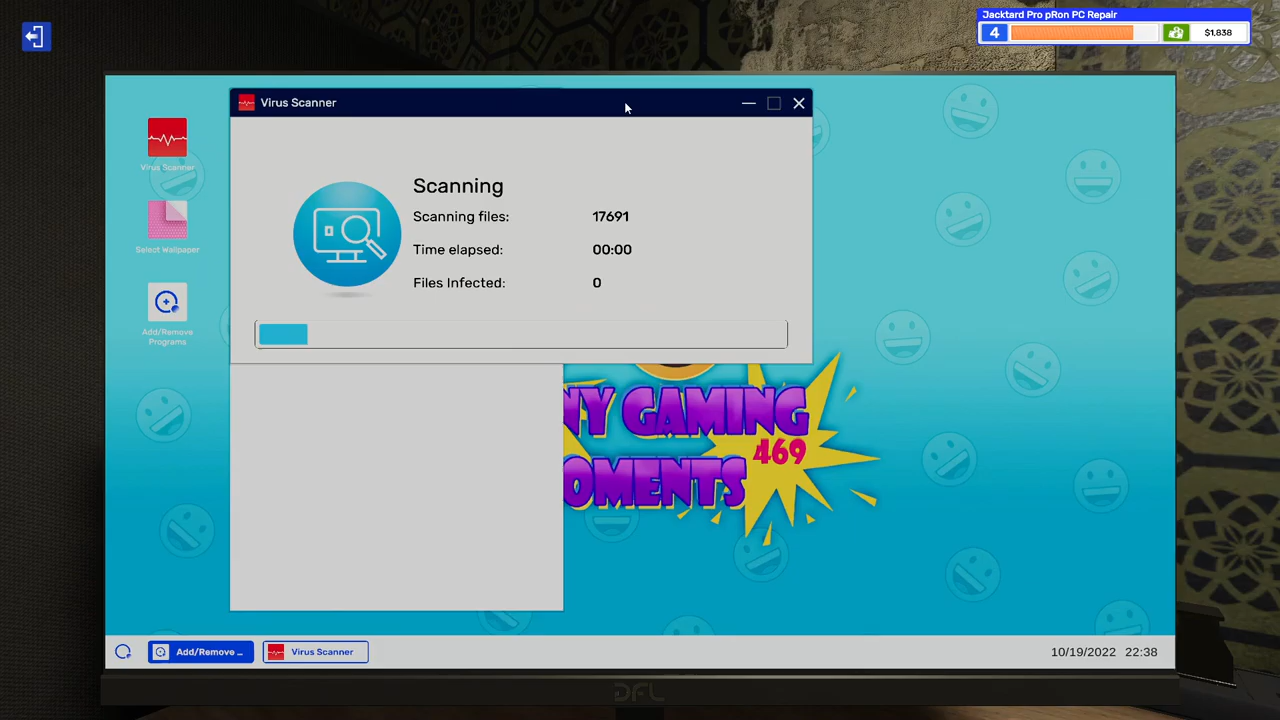 Jacktard Pro pRon PC Repair
4
$1,838
Virus Scanner
Virus Scanner
Select Wallpaper
Add/Remove
Programs
Scanning
Scanning files: 17691
Time elapsed: 00:00
Files Infected: 0
NY GAMING
469
OMENTS
Add/Remove ...
Virus Scanner
10/19/2022 22:38
DFL